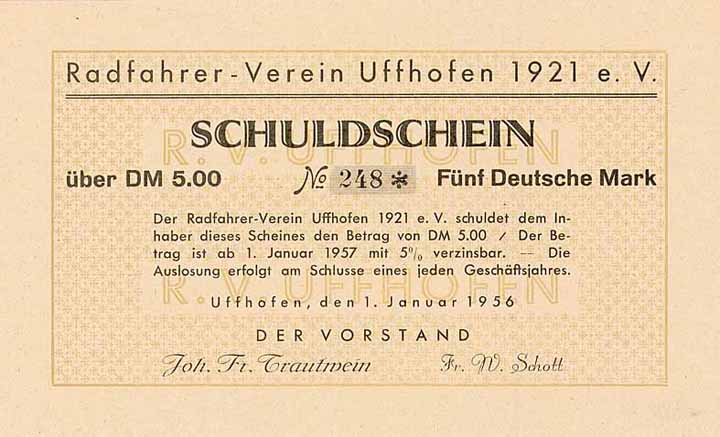 Radfahrer-Verein Uffhofen 1921 e. V.
R. V. UFFHOFEN
SCHULDSCHEIN
über DM 5.00 № 248 * Fünf Deutsche Mark
Der Radfahrer-Verein Uffhofen 1921 e. V. schuldet dem In-
haber dieses Scheines den Betrag von DM 5.00 / Der Be-
trag ist ab 1. Januar 1957 mit 5% verzinsbar. — Die
Auslosung erfolgt am Schlusse eines jeden Geschäftsjahres.
R. V. UFFHOFEN
Uffhofen, den 1. Januar 1956
DER VORSTAND
Joh. Fr. Trautwein Fr. W. Schott